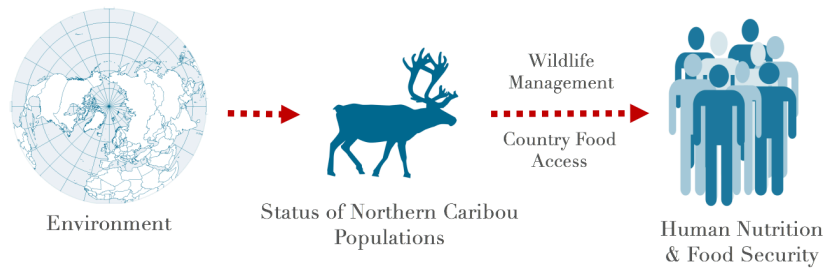 Environment
Status of Northern Caribou
Populations
Wildlife
Management
Country Food
Access
Human Nutrition
& Food Security